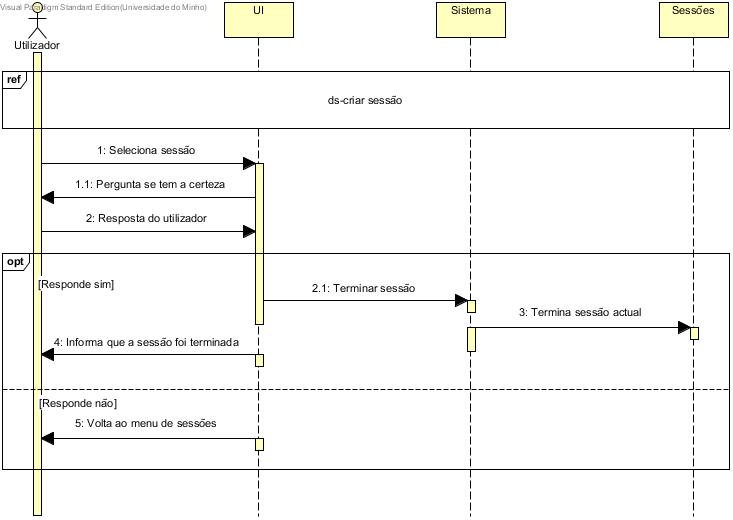 Visual Paradigm Standard Edition(Universidade do Minho)
UI
Sistema
Sessões
Utilizador
ref
ds-criar sessão
1: Seleciona sessão
1.1: Pergunta se tem a certeza
2: Resposta do utilizador
opt
[Responde sim]
2.1: Terminar sessão
3: Termina sessão actual
4: Informa que a sessão foi terminada
[Responde não]
5: Volta ao menu de sessões